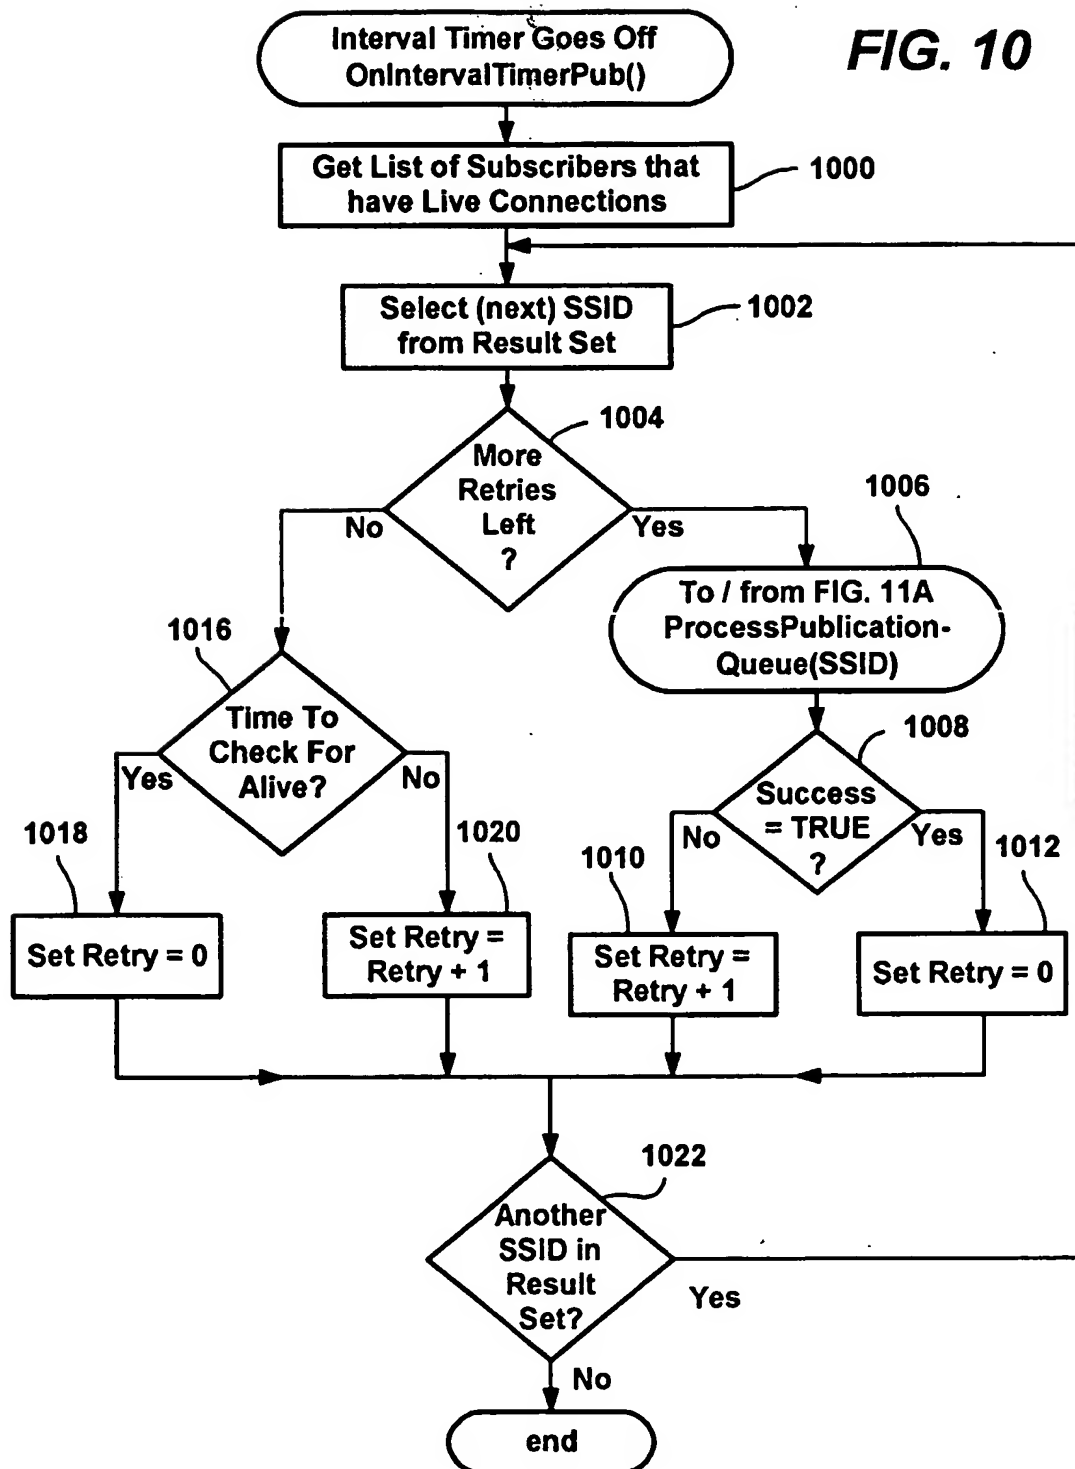 Interval Timer Goes Off
OnIntervalTimerPub()
FIG. 10
Get List of Subscribers that
have Live Connections
1000
Select (next) SSID
from Result Set
1002
More
Retries
Left
?
1004
No
Yes
1006
To / from FIG. 11A
ProcessPublication-
Queue(SSID)
1016
Time To
Check For
Alive?
Yes
No
1008
Success
= TRUE
?
No
Yes
1018
Set Retry = 0
1020
Set Retry =
Retry + 1
1010
Set Retry =
Retry + 1
1012
Set Retry = 0
1022
Another
SSID in
Result
Set?
Yes
No
end